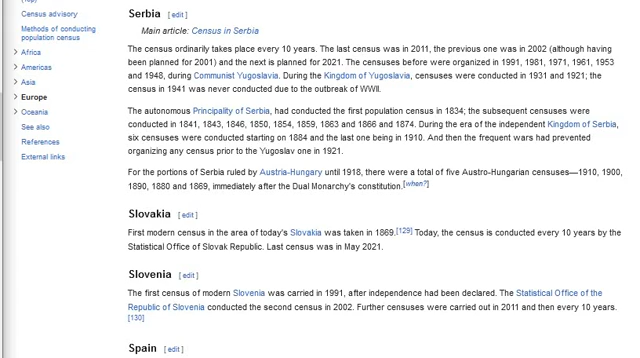 (Top)
Census advisory
Methods of conducting
population census
Africa
Americas
Asia
Europe
Oceania
See also
References
External links
Serbia [ edit ]
Main article: Census in Serbia
The census ordinarily takes place every 10 years. The last census was in 2011, the previous one was in 2002 (although having
been planned for 2001) and the next is planned for 2021. The censuses before were organized in 1991, 1981, 1971, 1961, 1953
and 1948, during Communist Yugoslavia. During the Kingdom of Yugoslavia, censuses were conducted in 1931 and 1921; the
census in 1941 was never conducted due to the outbreak of WWII.
The autonomous Principality of Serbia, had conducted the first population census in 1834; the subsequent censuses were
conducted in 1841, 1843, 1846, 1850, 1854, 1859, 1863 and 1866 and 1874. During the era of the independent Kingdom of Serbia,
six censuses were conducted starting on 1884 and the last one being in 1910. And then the frequent wars had prevented
organizing any census prior to the Yugoslav one in 1921.
For the portions of Serbia ruled by Austria-Hungary until 1918, there were a total of five Austro-Hungarian censuses—1910, 1900,
1890, 1880 and 1869, immediately after the Dual Monarchy's constitution.[when?]
Slovakia [ edit ]
First modern census in the area of today's Slovakia was taken in 1869.[129] Today, the census is conducted every 10 years by the
Statistical Office of Slovak Republic. Last census was in May 2021.
Slovenia [ edit ]
The first census of modern Slovenia was carried in 1991, after independence had been declared. The Statistical Office of the
Republic of Slovenia conducted the second census in 2002. Further censuses were carried out in 2011 and then every 10 years.
[130]
Spain [ edit ]